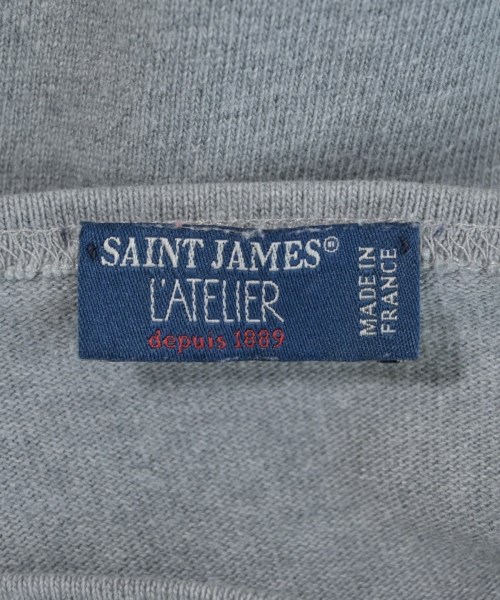 SAINT JAMES®
L'ATELIER
depuis 1889
MADE IN
FRANCE